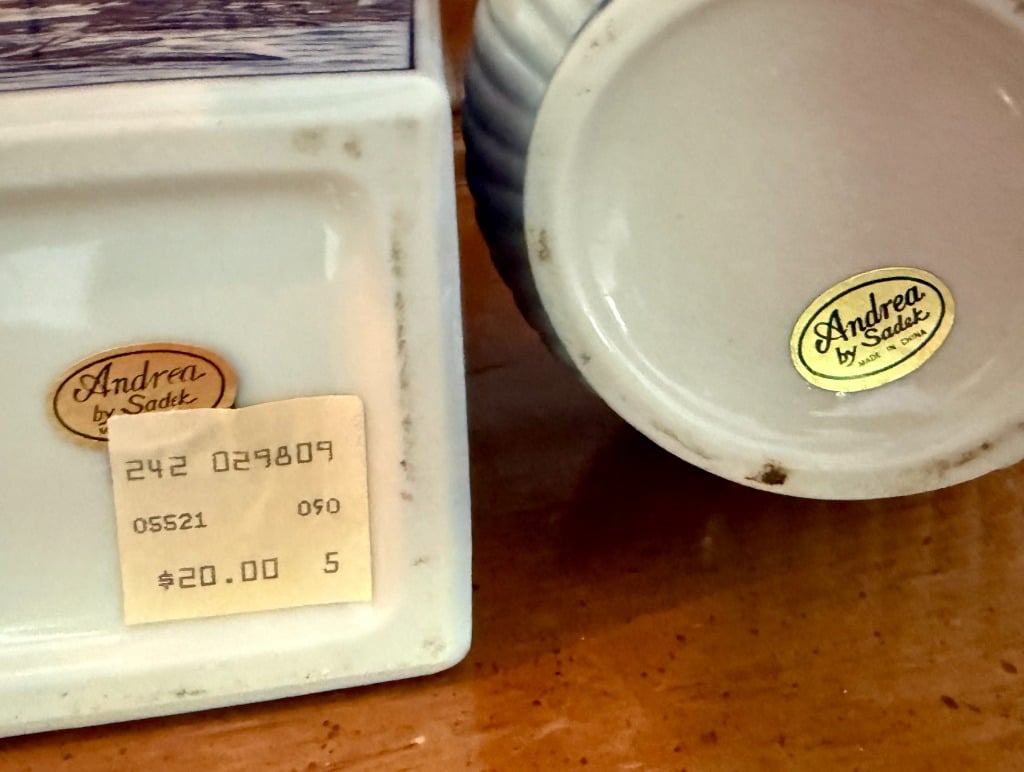 Andrea
by Sadek
242 029809
05521 090
$20.00 5
Andrea
by Sadek
MADE IN CHINA